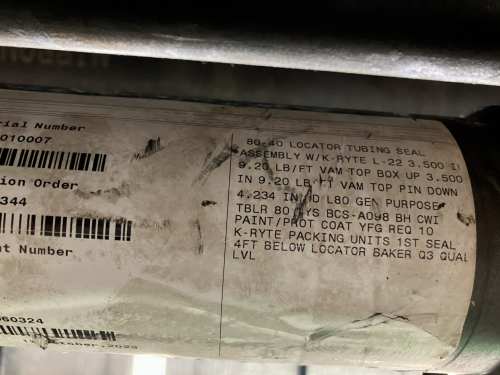 rial Number
010007
ion Order
344
nt Number
60324
80-40 LOCATOR TUBING SEAL
ASSEMBLY W/K-RYTE L-22 3.500 I
9.20 LB/FT VAM TOP BOX UP 3.500
IN 9.20 LB/FT VAM TOP PIN DOWN
4.234 IN ID L80 GEN PURPOSE
TBLR 80 YS BCS-A098 BH CWI
PAINT/PROT COAT YFG REQ 10
K-RYTE PACKING UNITS 1ST SEAL
4FT BELOW LOCATOR BAKER Q3 QUAL
LVL